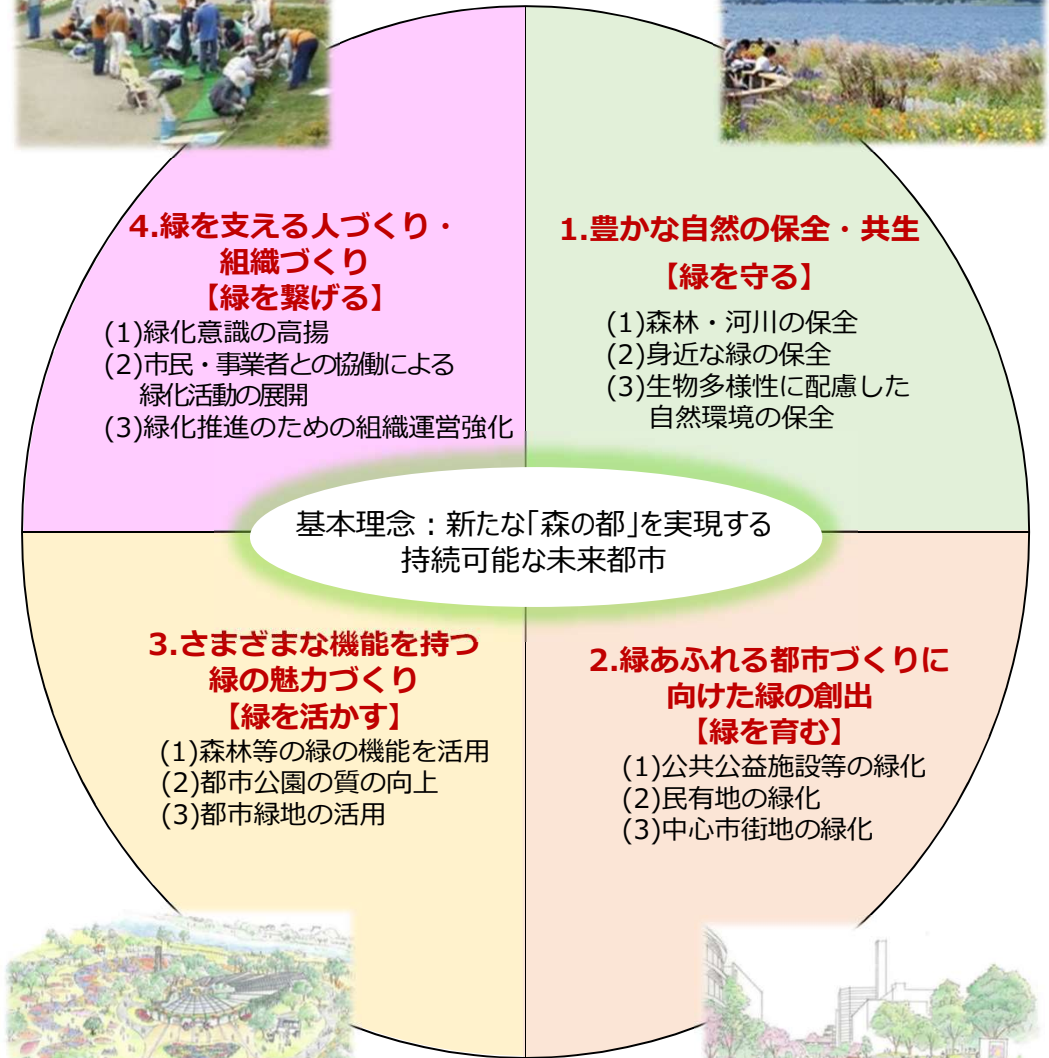 4.緑を支える人づくり・
組織づくり
【緑を繋げる】
(1)緑化意識の高揚
(2)市民・事業者との協働による
緑化活動の展開
(3)緑化推進のための組織運営強化
1.豊かな自然の保全・共生
【緑を守る】
(1)森林・河川の保全
(2)身近な緑の保全
(3)生物多様性に配慮した
自然環境の保全
基本理念：新たな「森の都」を実現する
持続可能な未来都市
3.さまざまな機能を持つ
緑の魅力づくり
【緑を活かす】
(1)森林等の緑の機能を活用
(2)都市公園の質の向上
(3)都市緑地の活用
2.緑あふれる都市づくりに
向けた緑の創出
【緑を育む】
(1)公共公益施設等の緑化
(2)民有地の緑化
(3)中心市街地の緑化